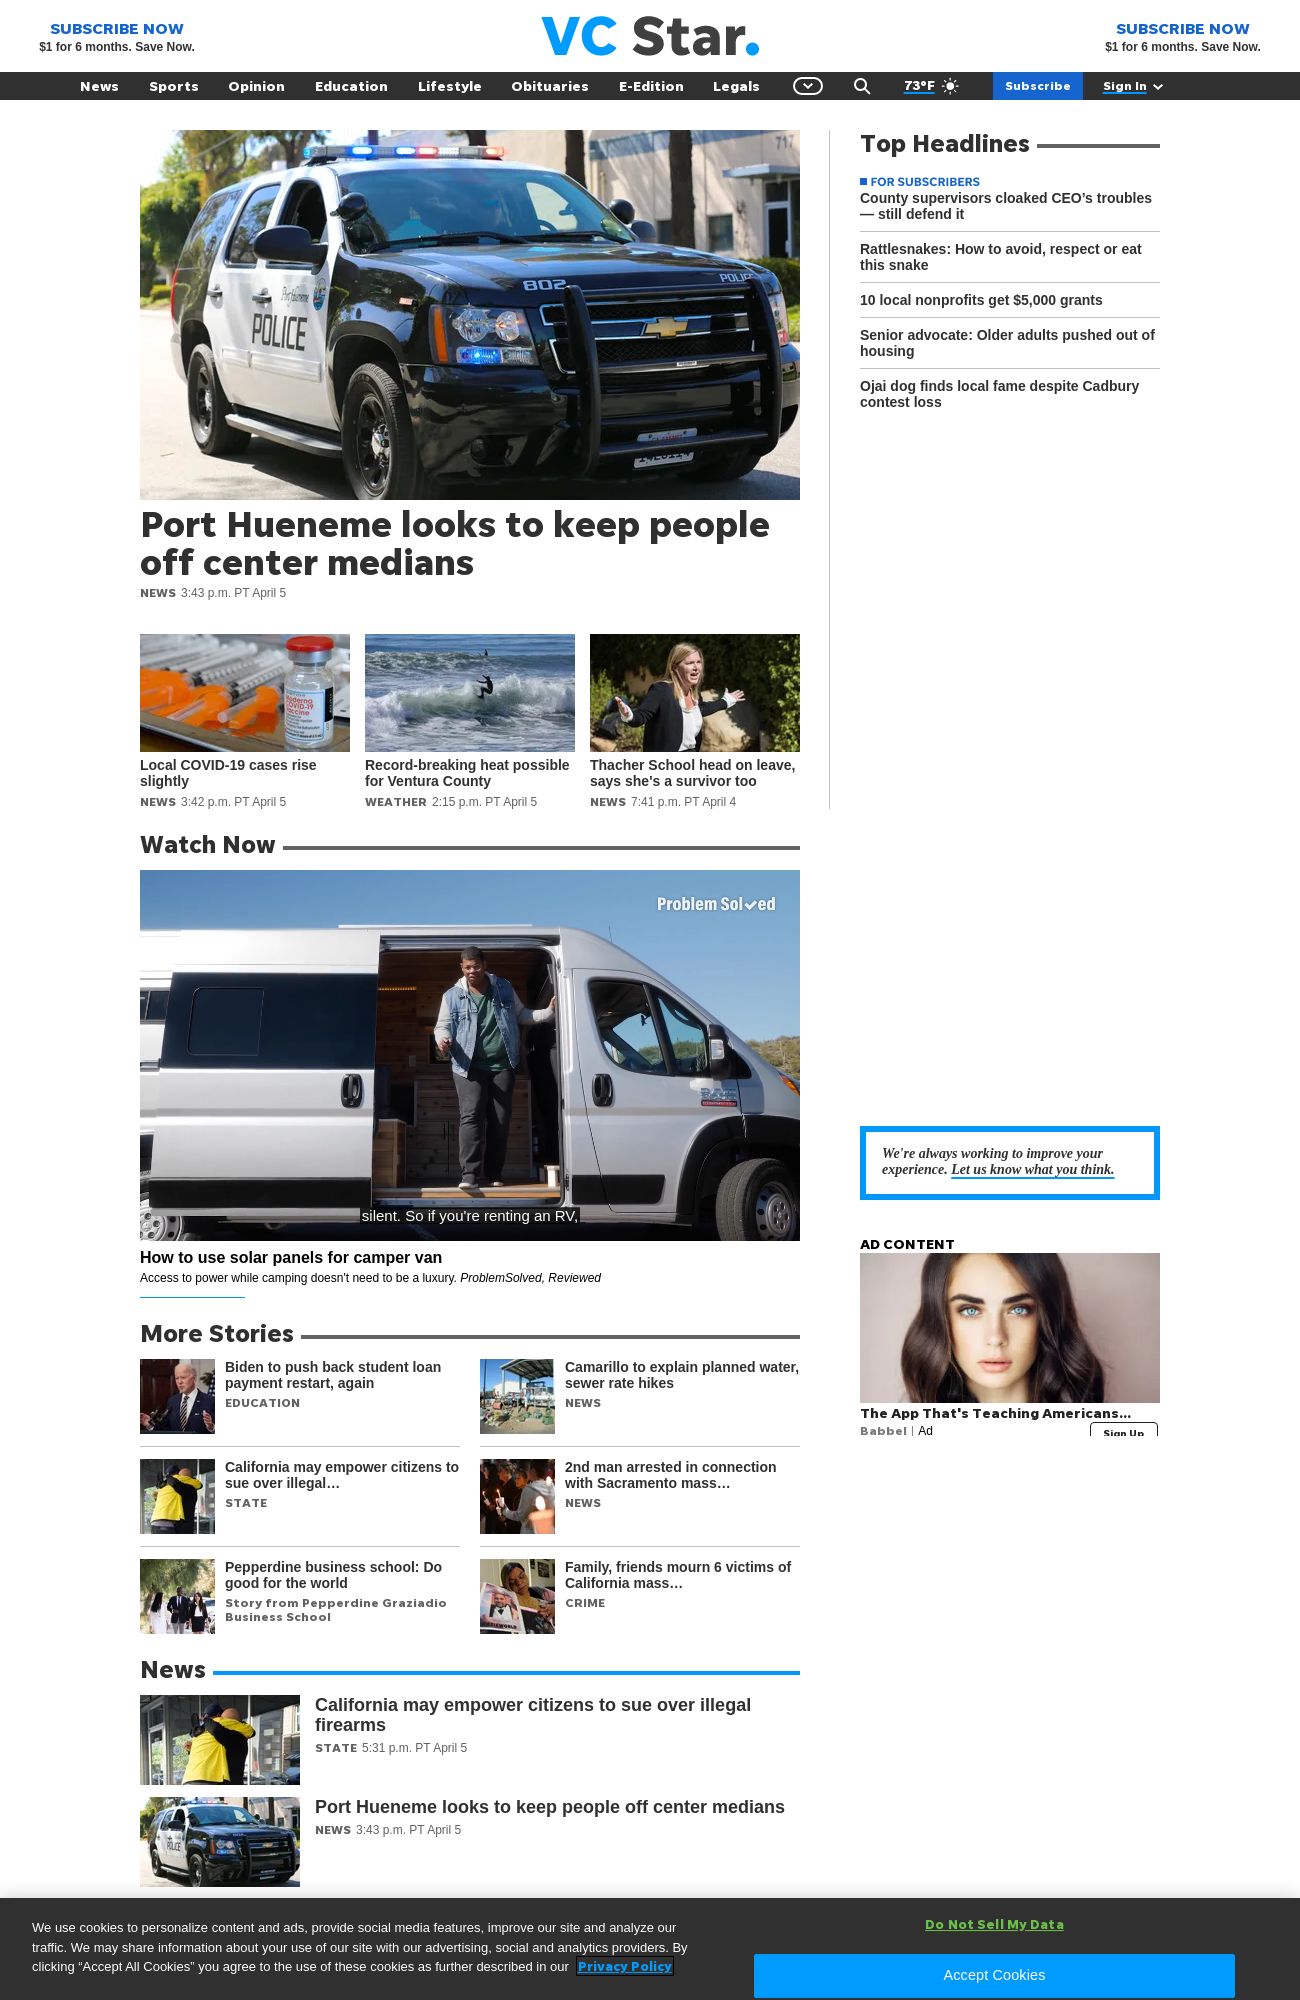 SUBSCRIBE NOW
$1 for 6 months. Save Now.
VC Star.
SUBSCRIBE NOW
$1 for 6 months. Save Now.
News Sports Opinion Education Lifestyle Obituaries E-Edition Legals 73°F Subscribe Sign In
717
802
POLICE
Port Hueneme
POLICE
Port Hueneme looks to keep people
off center medians
NEWS 3:43 p.m. PT April 5
Moderna
COVID-19
Vaccine
Local COVID-19 cases rise
slightly
NEWS 3:42 p.m. PT April 5
Record-breaking heat possible
for Ventura County
WEATHER 2:15 p.m. PT April 5
Thacher School head on leave,
says she's a survivor too
NEWS 7:41 p.m. PT April 4
Top Headlines
FOR SUBSCRIBERS
County supervisors cloaked CEO’s troubles
— still defend it
Rattlesnakes: How to avoid, respect or eat
this snake
10 local nonprofits get $5,000 grants
Senior advocate: Older adults pushed out of
housing
Ojai dog finds local fame despite Cadbury
contest loss
Watch Now
Problem Solved
RAM
silent. So if you're renting an RV,
How to use solar panels for camper van
Access to power while camping doesn't need to be a luxury. ProblemSolved, Reviewed
We're always working to improve your
experience. Let us know what you think.
AD CONTENT
The App That's Teaching Americans...
Babbel | Ad
Sign Up
More Stories
Biden to push back student loan
payment restart, again
EDUCATION
Camarillo to explain planned water,
sewer rate hikes
NEWS
California may empower citizens to
sue over illegal…
STATE
2nd man arrested in connection
with Sacramento mass…
NEWS
Pepperdine business school: Do
good for the world
Story from Pepperdine Graziadio
Business School
Family, friends mourn 6 victims of
California mass…
CRIME
News
California may empower citizens to sue over illegal
firearms
STATE 5:31 p.m. PT April 5
POLICE
Port Hueneme looks to keep people off center medians
NEWS 3:43 p.m. PT April 5
We use cookies to personalize content and ads, provide social media features, improve our site and analyze our
traffic. We may share information about your use of our site with our advertising, social and analytics providers. By
clicking “Accept All Cookies” you agree to the use of these cookies as further described in our Privacy Policy
Do Not Sell My Data
Accept Cookies